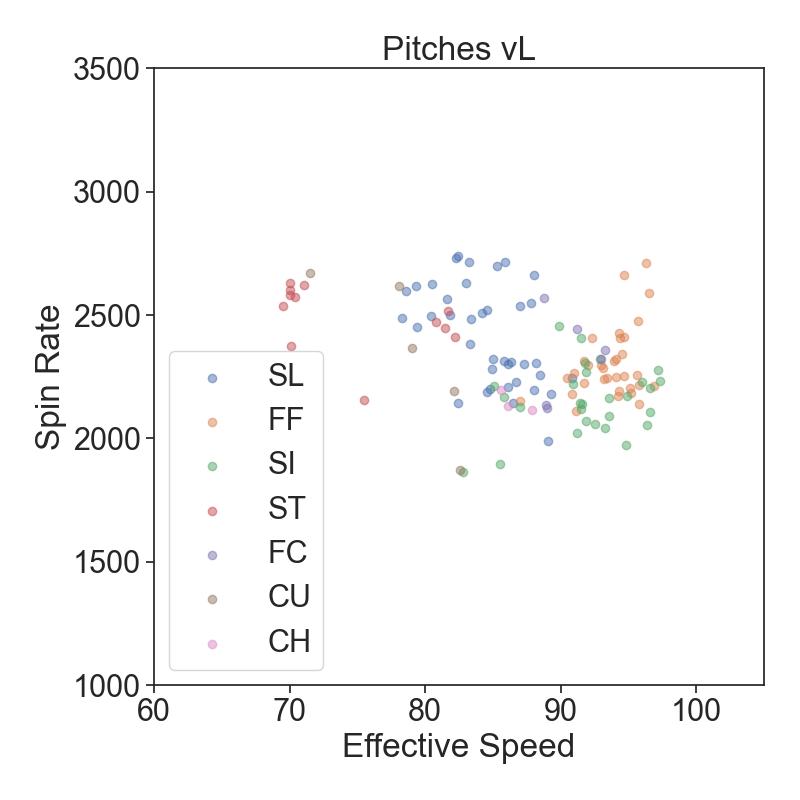 Pitches vL
3500
3000
2500
2000
1500
1000
Spin Rate
SL
FF
SI
ST
FC
CU
CH
60 70 80 90 100
Effective Speed